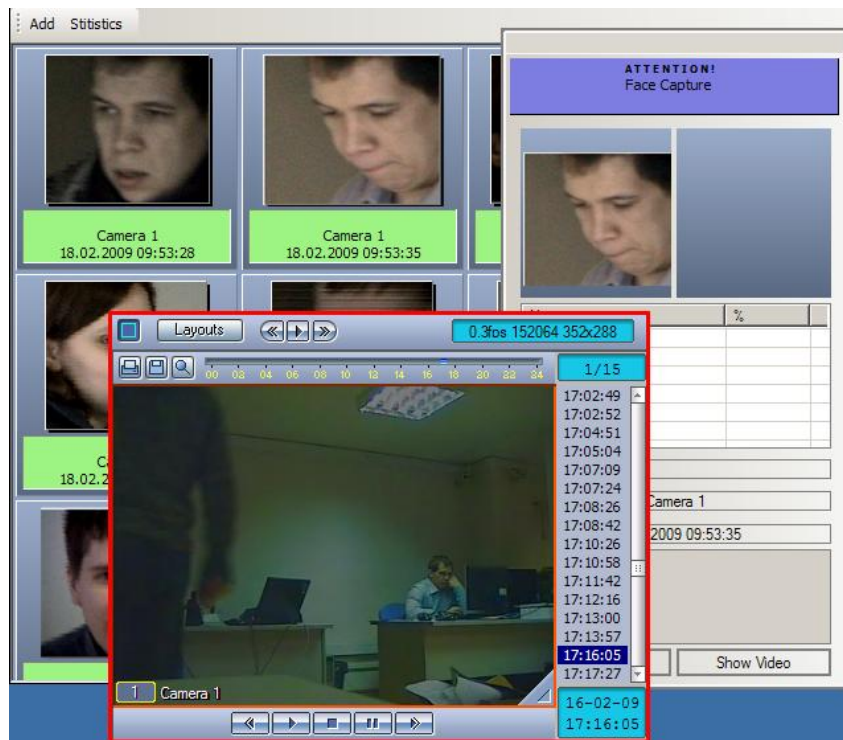 Add Stitistics
ATTENTION!
Face Capture
Camera 1
18.02.2009 09:53:28
Camera 1
18.02.2009 09:53:35
%
Layouts
0.3fps 152064 352x288
00 02 04 06 08 10 12 14 16 18 20 22 24
1/15
17:02:49
17:02:52
17:04:51
17:05:04
17:07:09
17:07:24
17:08:26
17:08:42
17:10:26
17:10:58
17:11:42
17:12:16
17:13:00
17:13:57
17:16:05
17:17:27
18.02.2
Camera 1
2009 09:53:35
Show Video
1 Camera 1
16-02-09
17:16:05